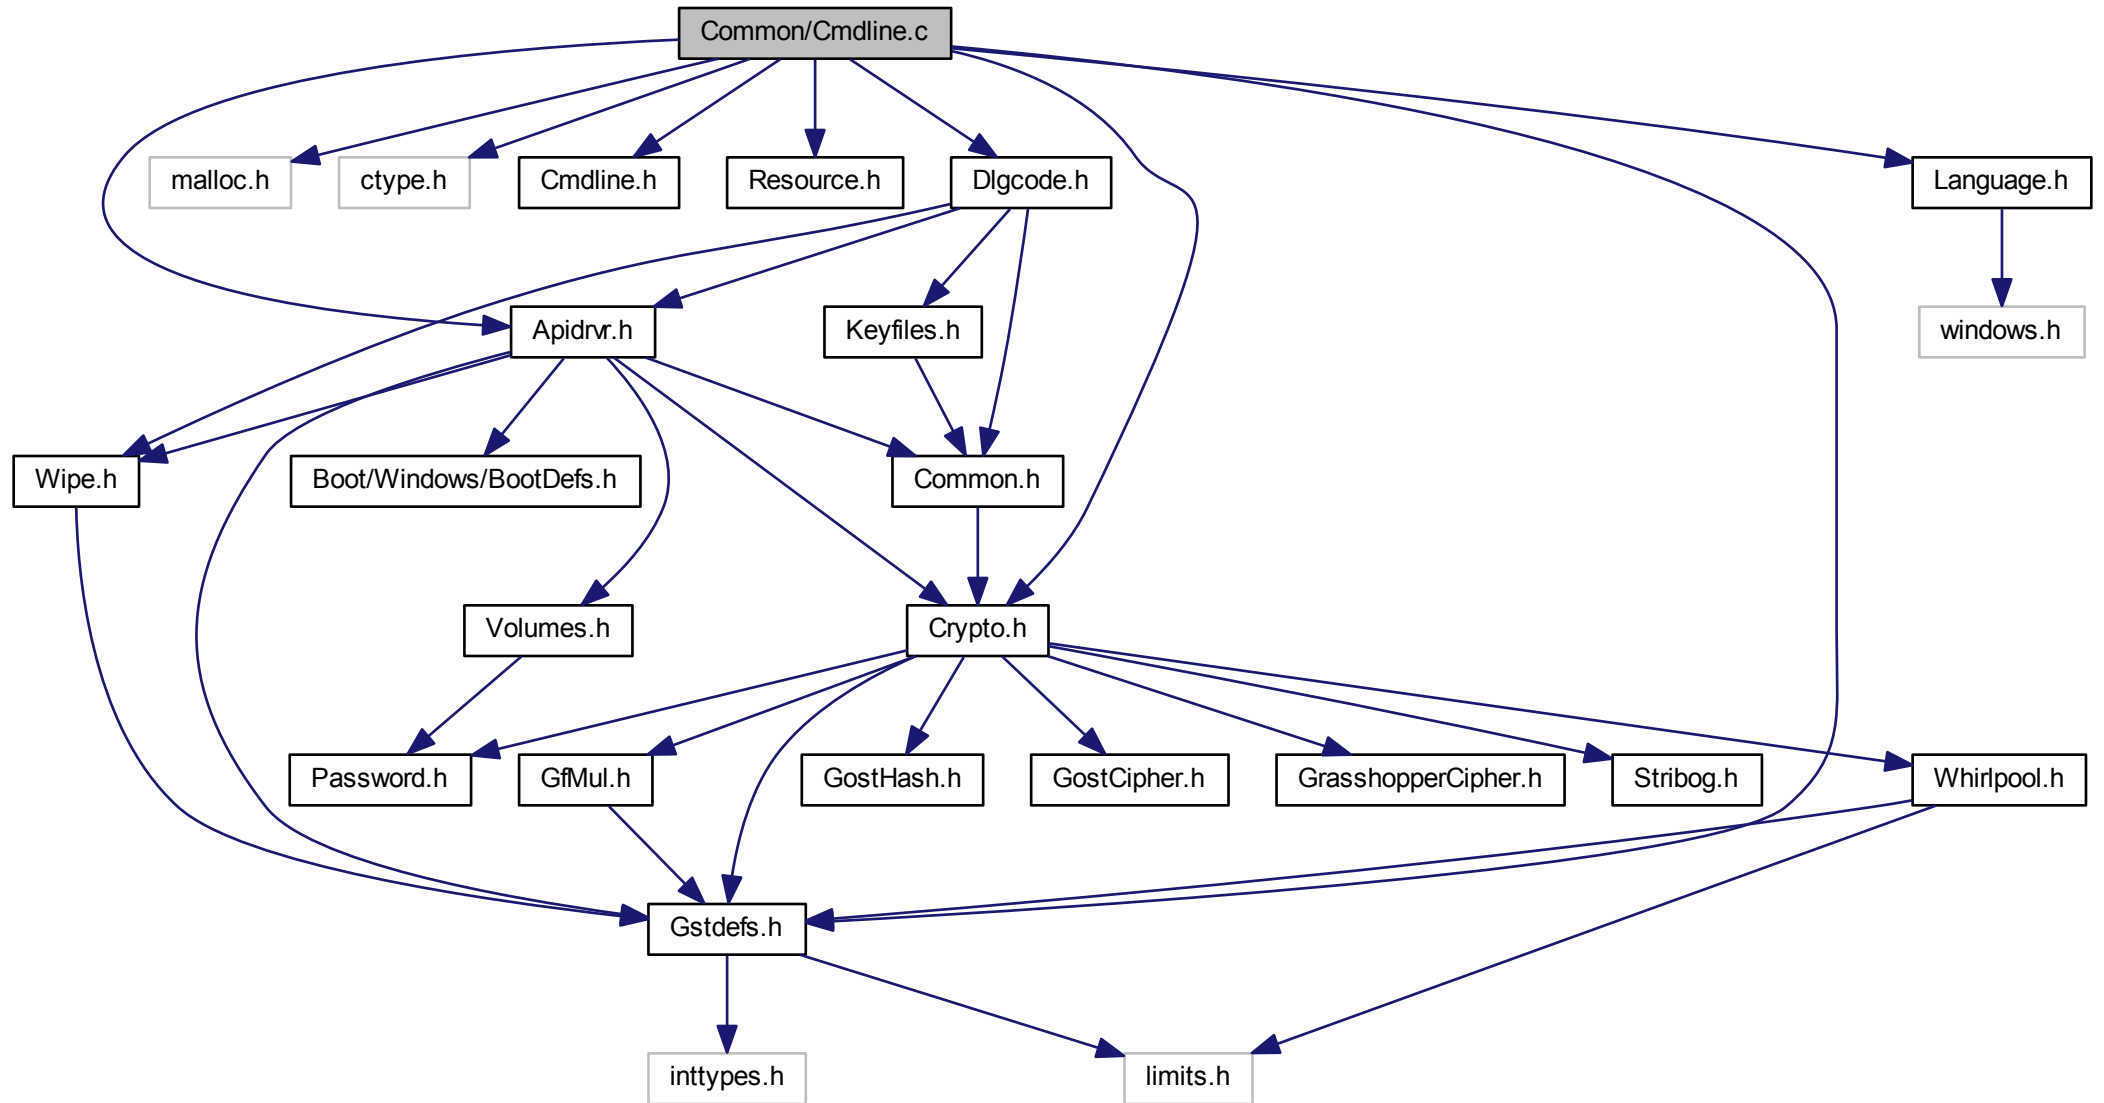 Common/Cmdline.c
malloc.h
ctype.h
Cmdline.h
Resource.h
Dlgcode.h
Language.h
Apidrvr.h
Keyfiles.h
windows.h
Wipe.h
Boot/Windows/BootDefs.h
Common.h
Volumes.h
Crypto.h
Password.h
GfMul.h
GostHash.h
GostCipher.h
GrasshopperCipher.h
Stribog.h
Whirlpool.h
Gstdefs.h
inttypes.h
limits.h